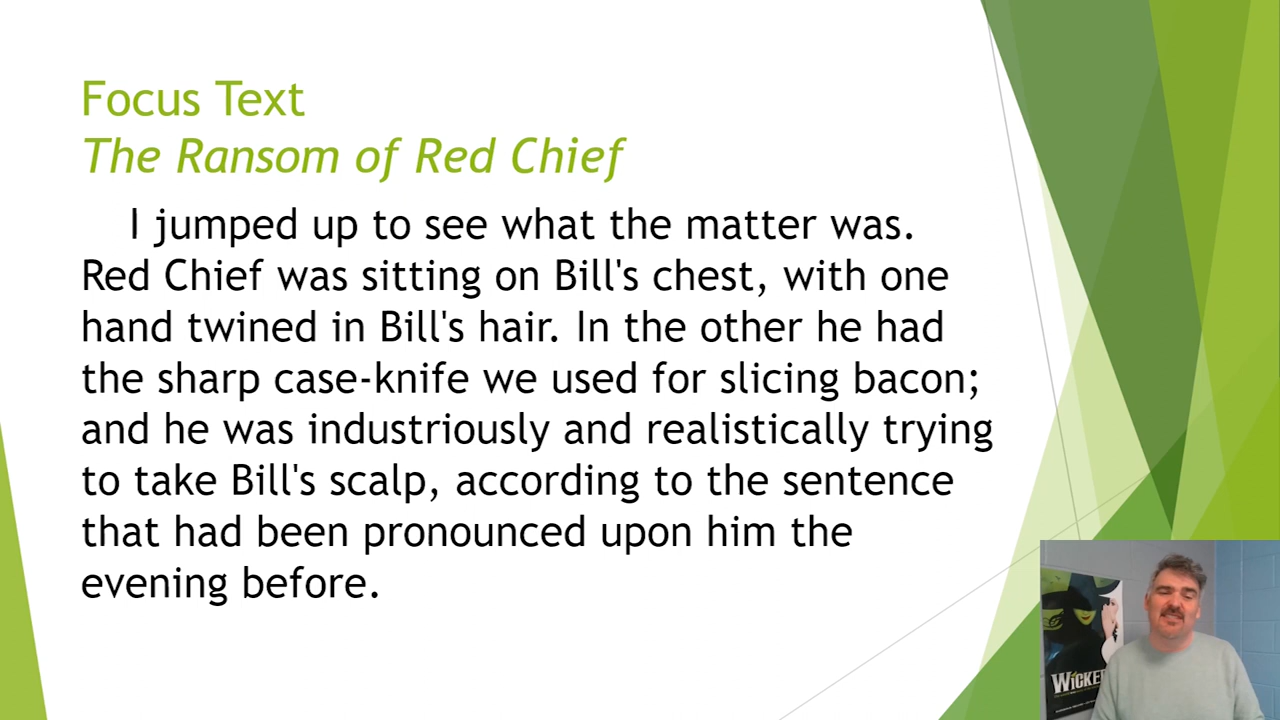 Focus Text
The Ransom of Red Chief
I jumped up to see what the matter was.
Red Chief was sitting on Bill's chest, with one
hand twined in Bill's hair. In the other he had
the sharp case-knife we used for slicing bacon;
and he was industriously and realistically trying
to take Bill's scalp, according to the sentence
that had been pronounced upon him the
evening before.
WICKED